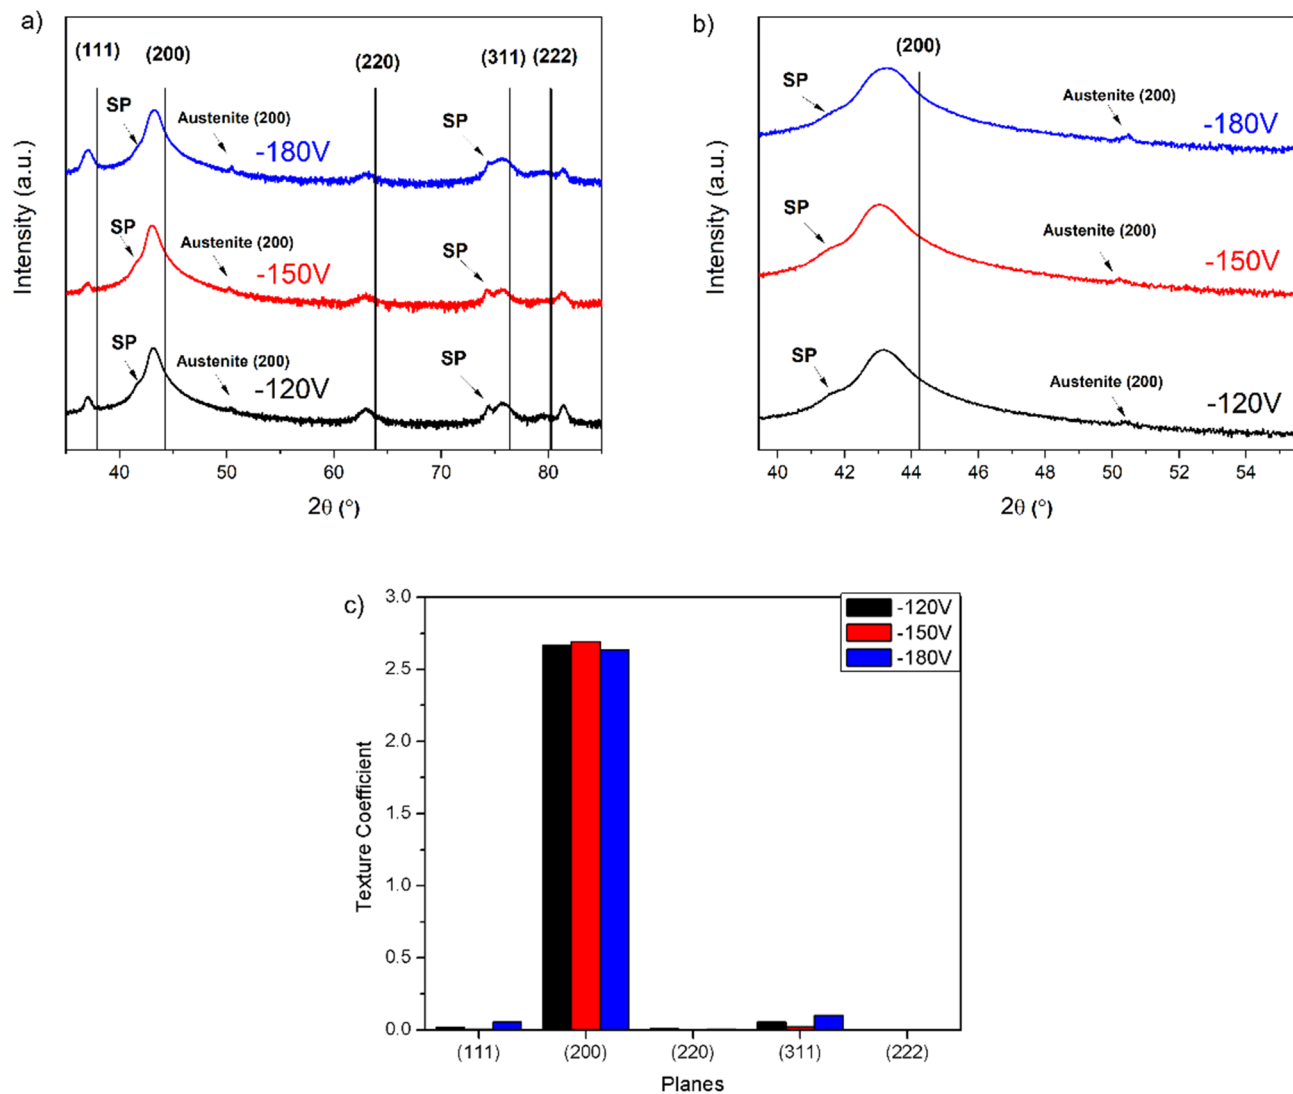 a)
(111)
(200)
(220)
(311)
(222)
SP
Austenite (200)
-180V
SP
SP
Austenite (200)
-150V
SP
SP
Austenite (200)
-120V
SP
Intensity (a.u.)
40
50
60
70
80
2θ (°)
b)
(200)
SP
Austenite (200)
-180V
SP
Austenite (200)
-150V
SP
Austenite (200)
-120V
Intensity (a.u.)
40
42
44
46
48
50
52
54
2θ (°)
c)
3.0
2.5
2.0
1.5
1.0
0.5
0.0
Texture Coefficient
-120V
-150V
-180V
(111)
(200)
(220)
(311)
(222)
Planes